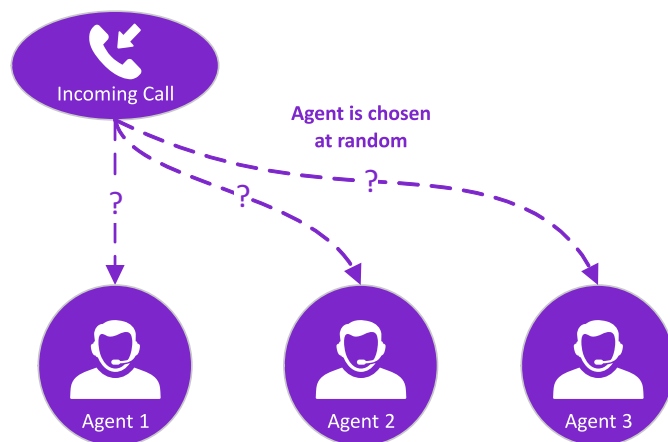 Incoming Call
Agent is chosen
at random
?
?
?
Agent 1
Agent 2
Agent 3